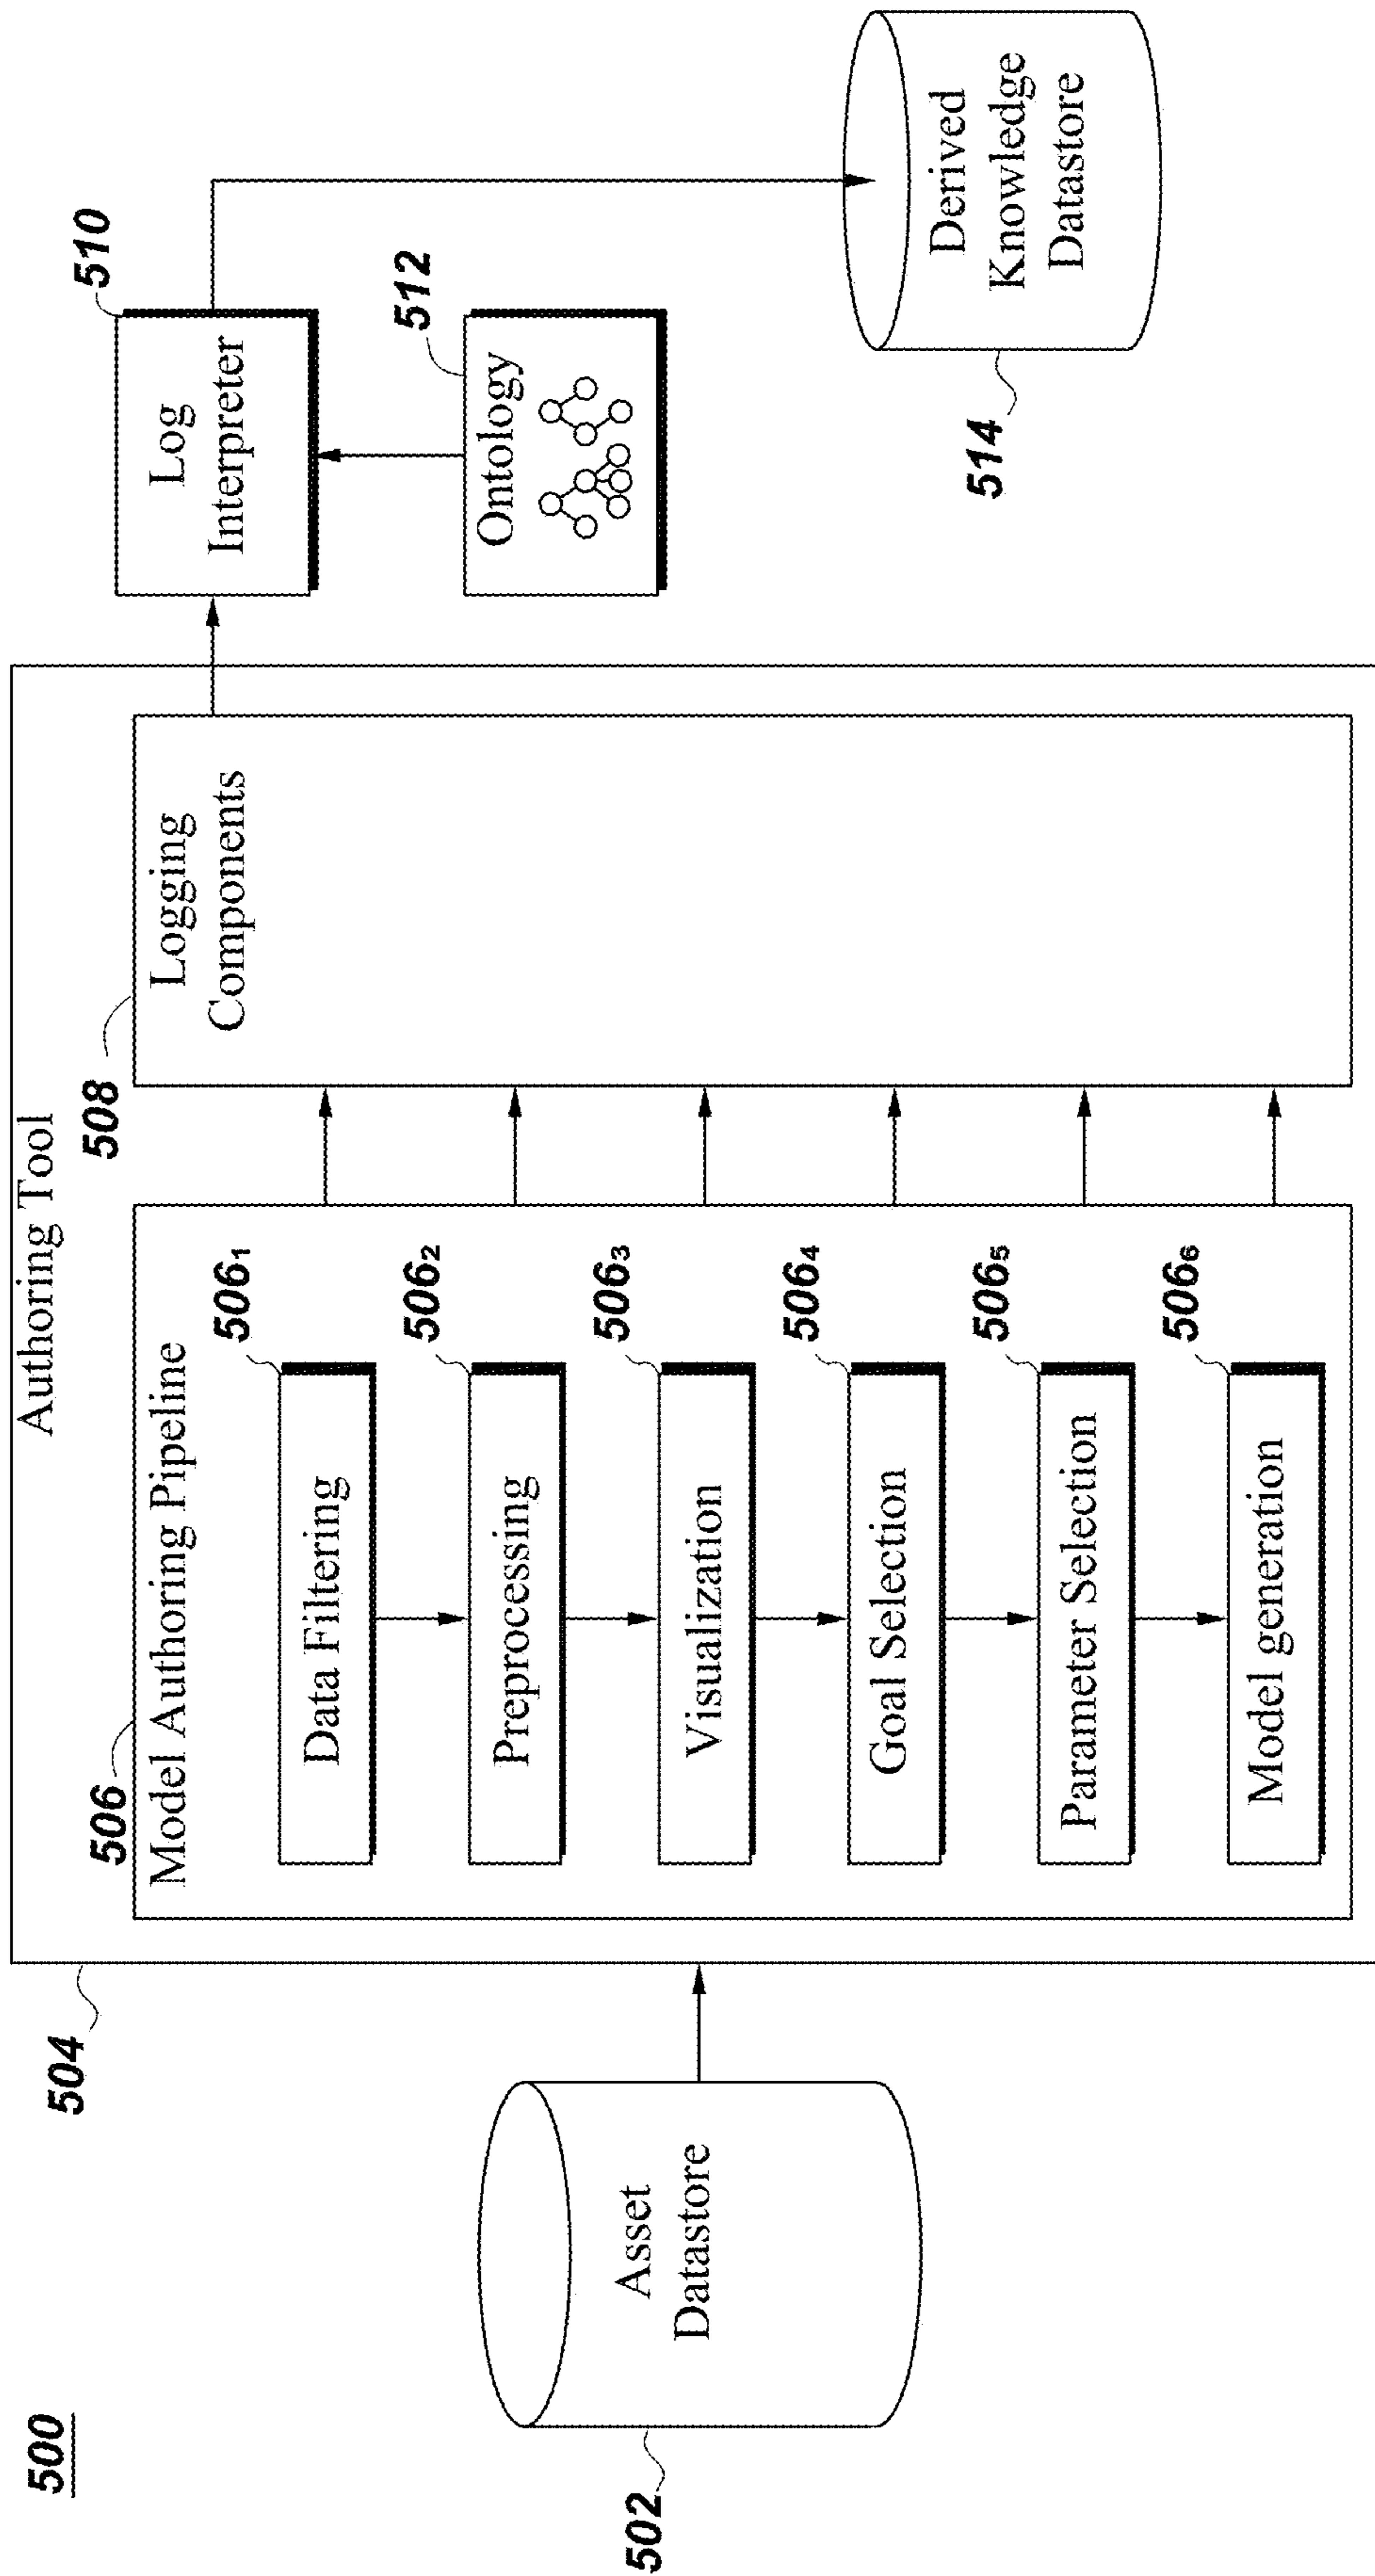 500
Authoring Tool
504
506
Model Authoring Pipeline
Data Filtering
506₁
Preprocessing
506₂
Visualization
506₃
Goal Selection
506₄
Parameter Selection
506₅
Model generation
506₆
508
Logging
Components
Asset
Datastore
502
510
Log
Interpreter
512
Ontology
Derived
Knowledge
Datastore
514